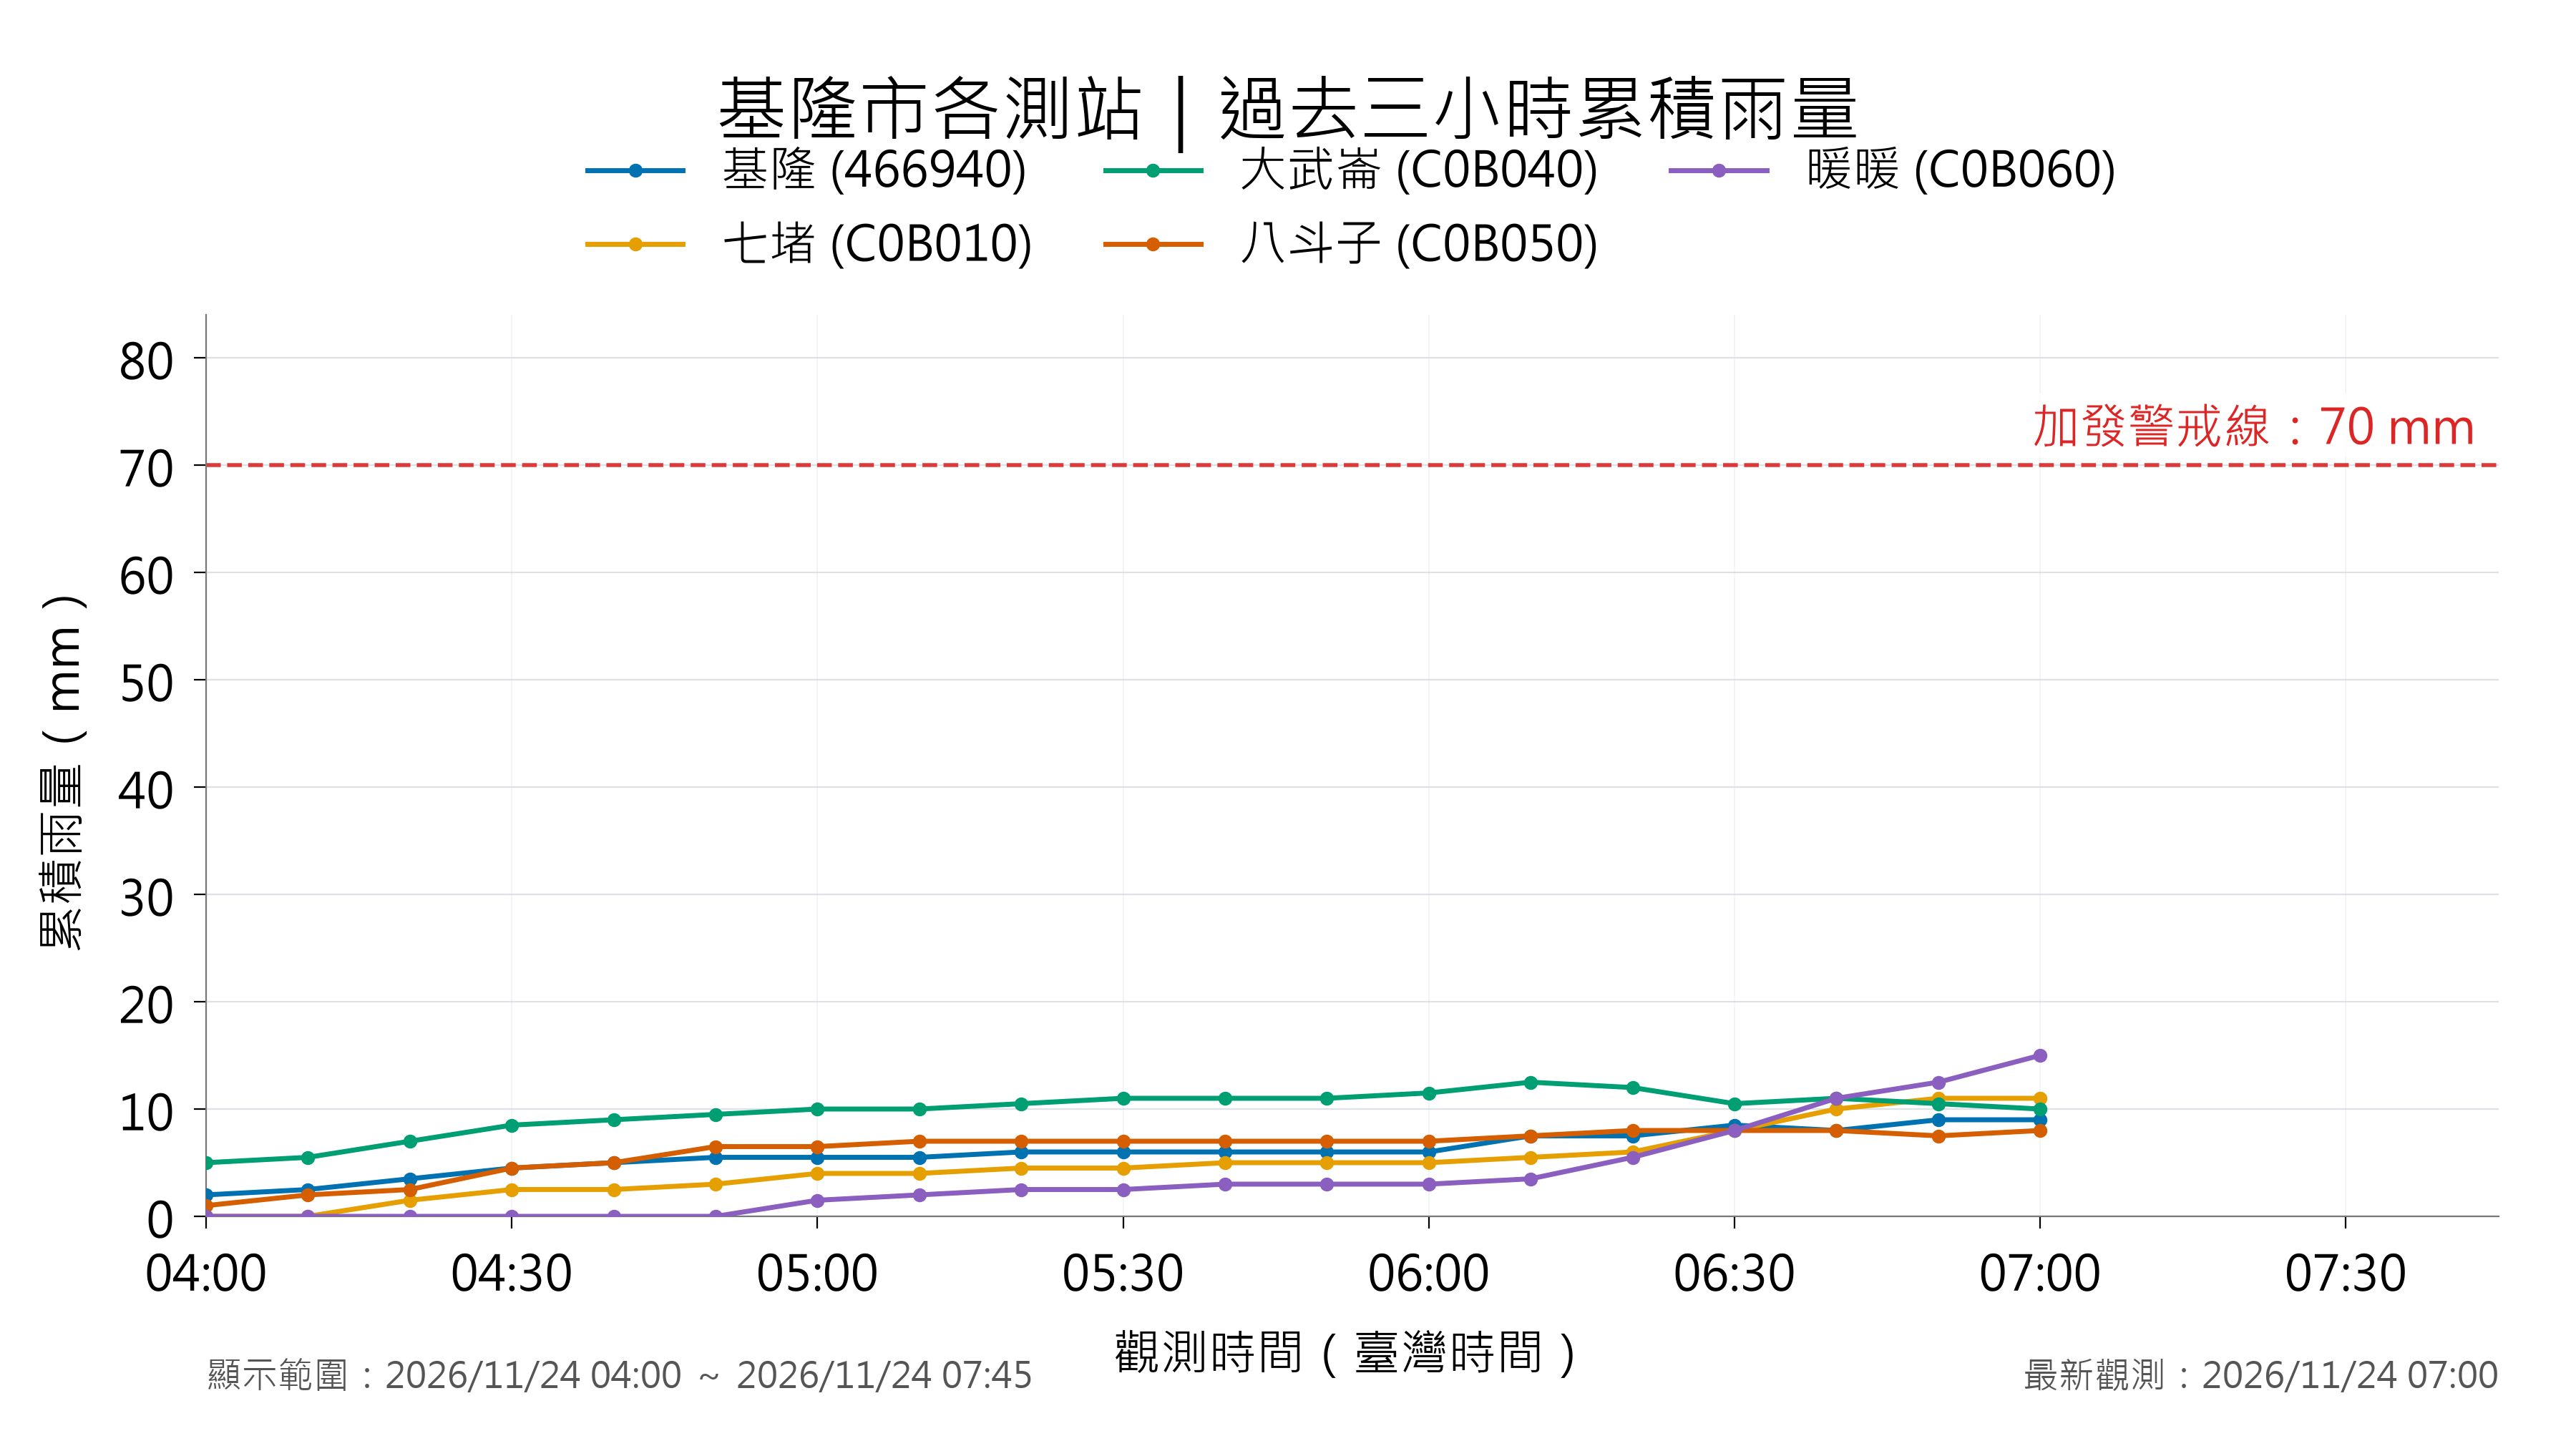 基隆市各測站｜過去三小時累積雨量
基隆 (466940)
大武崙 (C0B040)
暖暖 (C0B060)
七堵 (C0B010)
八斗子 (C0B050)
加發警戒線：70 mm
累積雨量（mm）
80
70
60
50
40
30
20
10
0
04:00 04:30 05:00 05:30 06:00 06:30 07:00 07:30
觀測時間（臺灣時間）
顯示範圍：2026/11/24 04:00 ~ 2026/11/24 07:45
最新觀測：2026/11/24 07:00